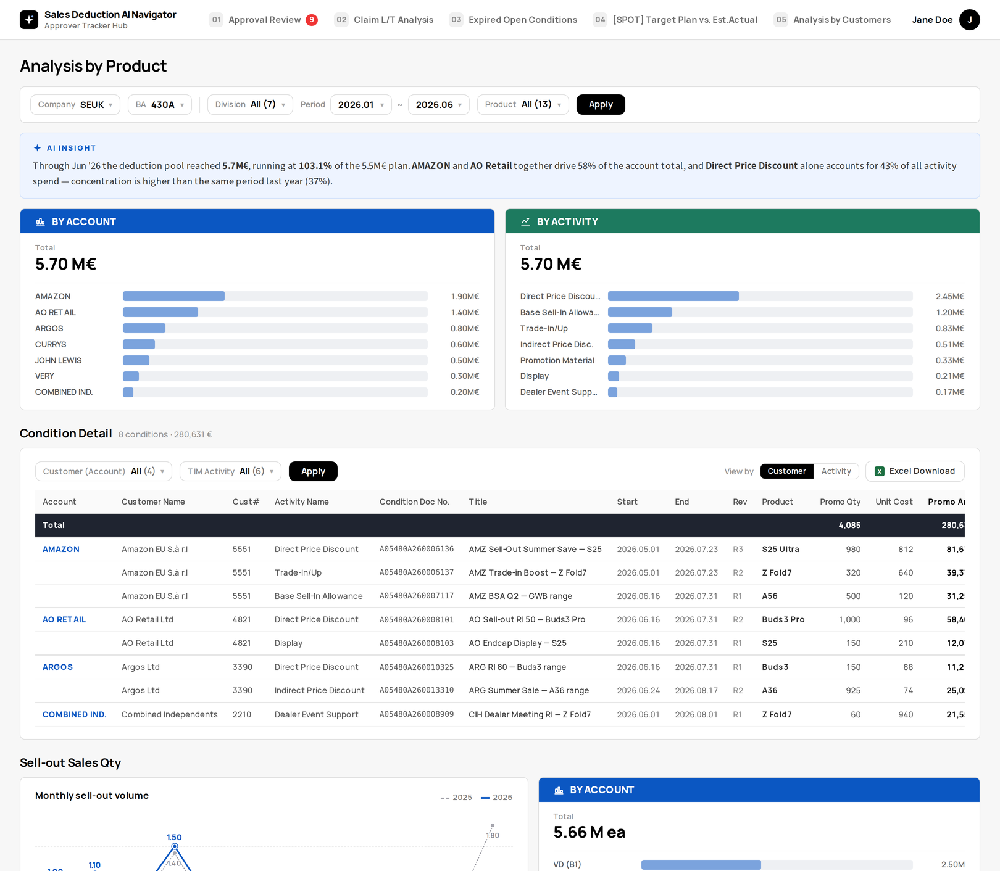 Sales Deduction AI Navigator
Approver Tracker Hub
01 Approval Review 9
02 Claim L/T Analysis
03 Expired Open Conditions
04 [SPOT] Target Plan vs. Est.Actual
05 Analysis by Customers
Jane Doe J
Analysis by Product
Company SEUK
BA 430A
Division All (7)
Period 2026.01 ~ 2026.06
Product All (13)
Apply
AI INSIGHT
Through Jun '26 the deduction pool reached 5.7M€, running at 103.1% of the 5.5M€ plan. AMAZON and AO Retail together drive 58% of the account total, and Direct Price Discount alone accounts for 43% of all activity
spend — concentration is higher than the same period last year (37%).
BY ACCOUNT
Total
5.70 M€
AMAZON 1.90M€
AO RETAIL 1.40M€
ARGOS 0.80M€
CURRYS 0.60M€
JOHN LEWIS 0.50M€
VERY 0.30M€
COMBINED IND. 0.20M€
BY ACTIVITY
Total
5.70 M€
Direct Price Discou... 2.45M€
Base Sell-In Allowa... 1.20M€
Trade-In/Up 0.83M€
Indirect Price Disc. 0.51M€
Promotion Material 0.33M€
Display 0.21M€
Dealer Event Supp... 0.17M€
Condition Detail 8 conditions · 280,631 €
Customer (Account) All (4)
TIM Activity All (6)
Apply
View by Customer Activity
Excel Download
Account Customer Name Cust# Activity Name Condition Doc No. Title Start End Rev Product Promo Qty Unit Cost Promo
Total 4,085 280,6
AMAZON Amazon EU S.à r.l 5551 Direct Price Discount A05480A260006136 AMZ Sell-Out Summer Save – S25 2026.05.01 2026.07.23 R3 S25 Ultra 980 812 81,6
Amazon EU S.à r.l 5551 Trade-In/Up A05480A260006137 AMZ Trade-in Boost – Z Fold7 2026.05.01 2026.07.23 R2 Z Fold7 320 640 39,3
Amazon EU S.à r.l 5551 Base Sell-In Allowance A05480A260007117 AMZ BSA Q2 – GWB range 2026.06.16 2026.07.31 R1 A56 500 120 31,2
AO RETAIL AO Retail Ltd 4821 Direct Price Discount A05480A260008101 AO Sell-out RI 50 – Buds3 Pro 2026.06.16 2026.07.31 R2 Buds3 Pro 1,000 96 58,4
AO Retail Ltd 4821 Display A05480A260008103 AO Endcap Display – S25 2026.06.16 2026.07.31 R1 S25 150 210 12,0
ARGOS Argos Ltd 3390 Direct Price Discount A05480A260010325 ARG RI 80 – Buds3 range 2026.06.16 2026.07.31 R1 Buds3 150 88 11,2
Argos Ltd 3390 Indirect Price Discount A05480A260013310 ARG Summer Sale – A36 range 2026.06.24 2026.08.17 R2 A36 925 74 25,0
COMBINED IND. Combined Independents 2210 Dealer Event Support A05480A260008909 CIH Dealer Meeting RI – Z Fold7 2026.06.01 2026.08.01 R1 Z Fold7 60 940 21,5
Sell-out Sales Qty
Monthly sell-out volume
2025 2026
1.80
1.50
1.40
1.10
BY ACCOUNT
Total
5.66 M ea
VD (B1) 2.50M